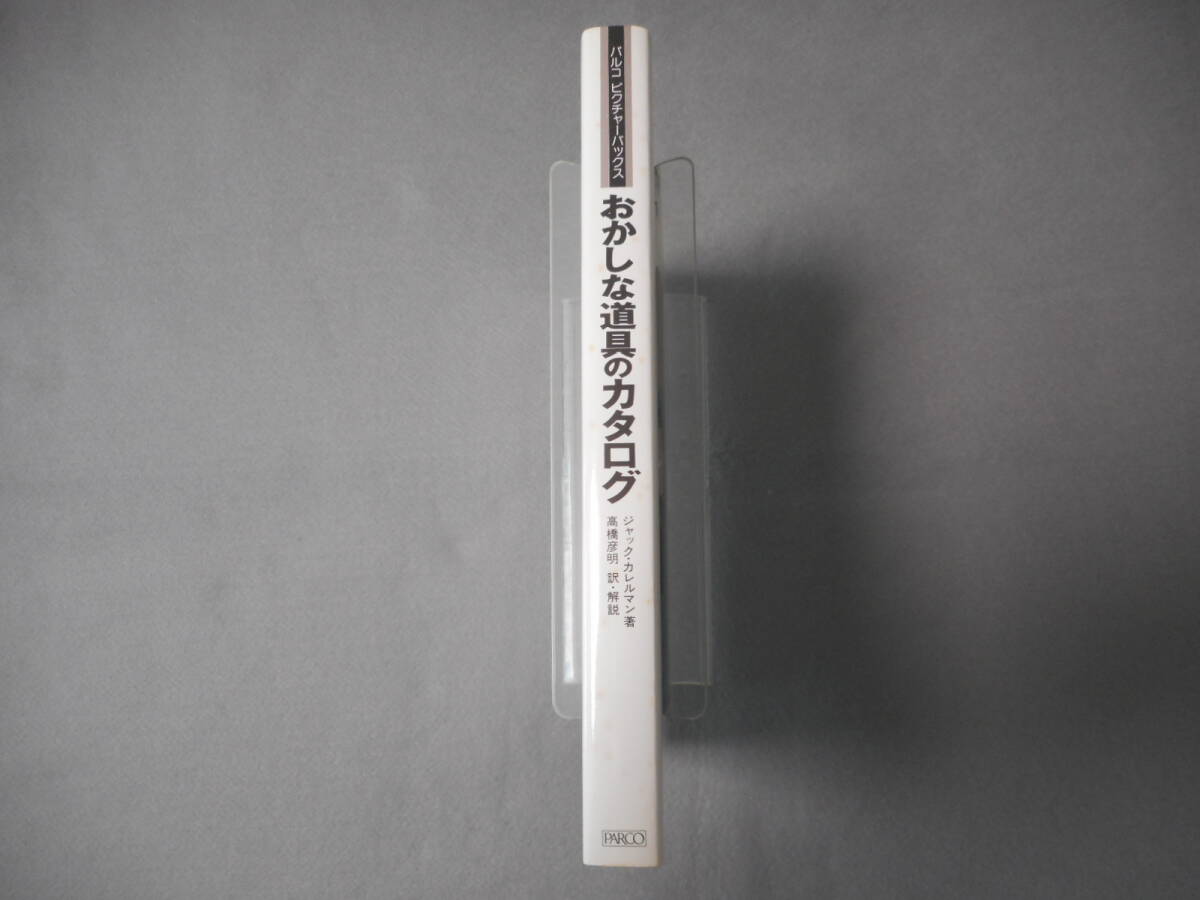 パルコ ピクチャーバックス
おかしな道具のカタログ
ジャック・カレルマン著
高橋彦明 訳・解説
PARCO